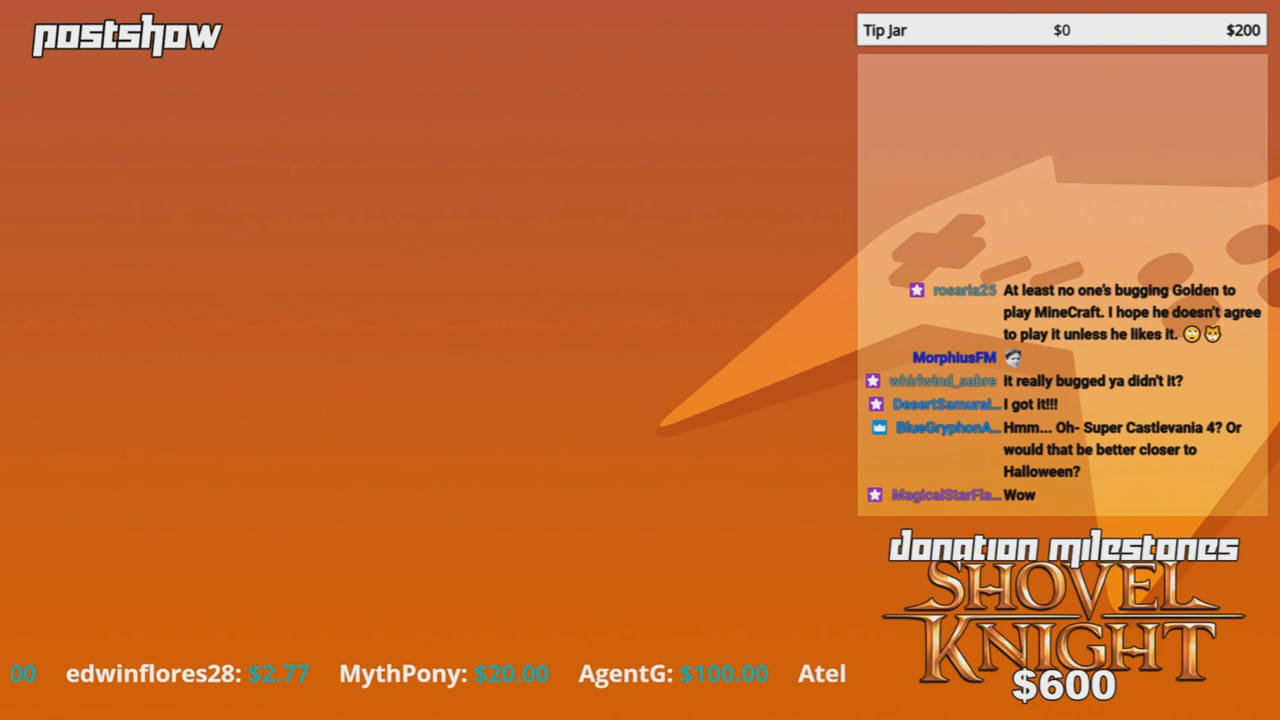 postshow
Tip Jar $0 $200
rosaria25 At least no one's bugging Golden to
play MineCraft. I hope he doesn't agree
to play it unless he likes it. 🙄🐱
MorphiusFM
whirlwind_sabre it really bugged ya didn't it?
DesertSamurai... I got it!!!
BlueGryphonA... Hmm... Oh- Super Castlevania 4? Or
would that be better closer to
Halloween?
MagicalStarFla... Wow
donation milestones
SHOVEL
KNIGHT
$600
00 edwinflores28: $2.77 MythPony: $20.00 AgentG: $100.00 Atel